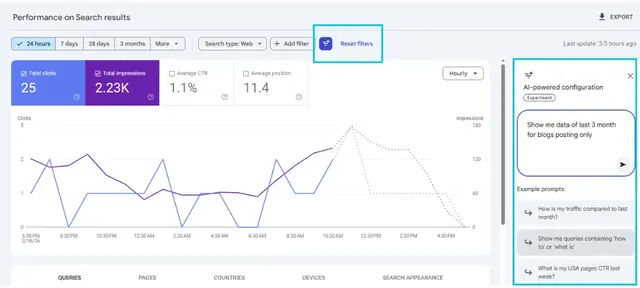 Performance on Search results
EXPORT
24 hours 7 days 28 days 3 months More Search type: Web Add filter Reset filters Last update: 3.5 hours ago
Total clicks
25
Total impressions
2.23K
Average CTR
1.1%
Average position
11.4
Hourly
Clicks
Impressions
3
2
1
0
180
120
60
0
6:30 PM 8:30 PM 10:30 PM 12:30 AM 2:30 AM 4:30 AM 6:30 AM 8:30 AM 10:30 AM 12:30 PM 2:30 PM 4:30 PM
2/16/26
QUERIES PAGES COUNTRIES DEVICES SEARCH APPEARANCE
AI-powered configuration
Experiment
Show me data of last 3 month
for blogs posting only
Example prompts:
How is my traffic compared to last
month?
Show me queries containing 'how
to' or 'what is'
What is my USA pages CTR last
week?